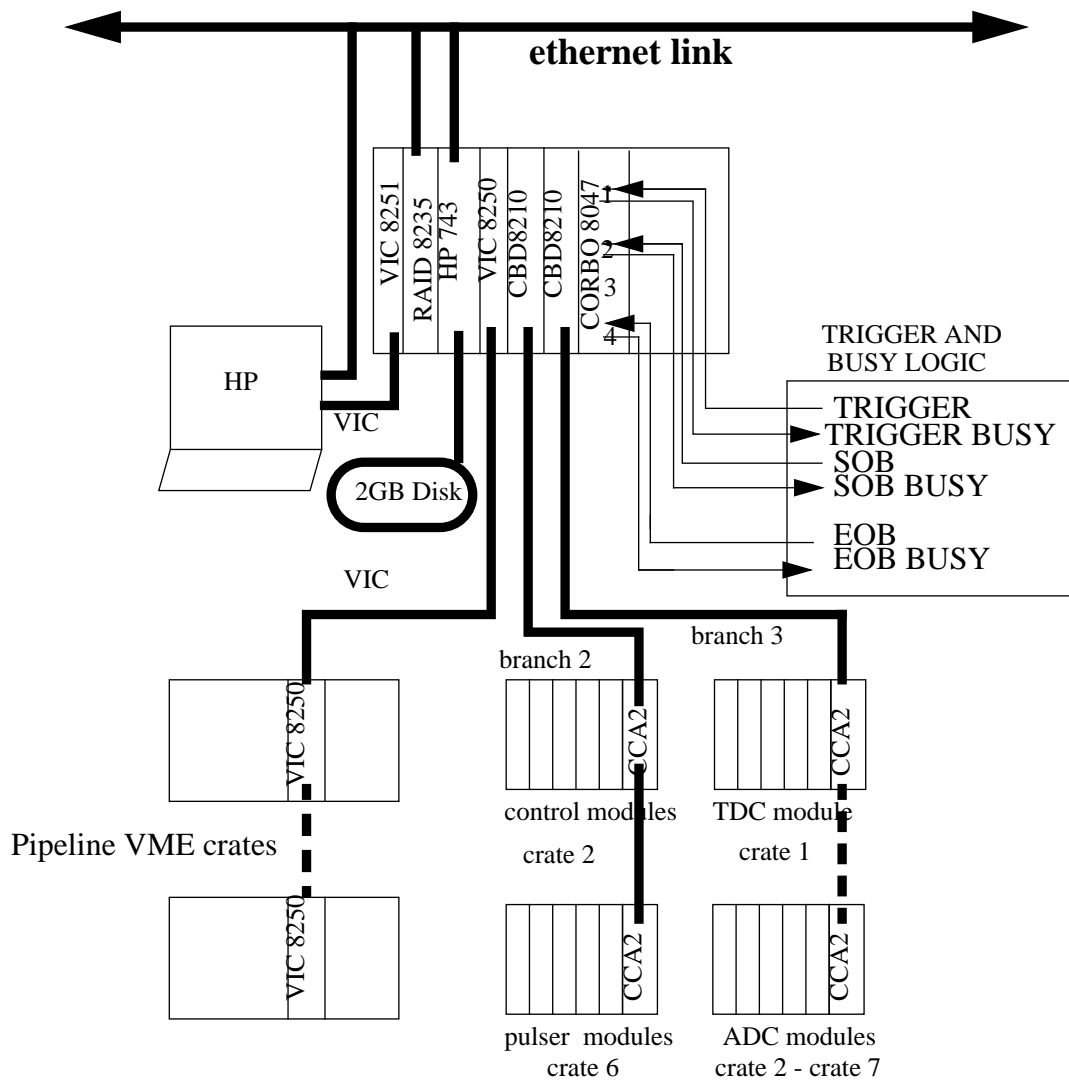 ethernet link
VIC 8251
RAID 8235
HP 743
VIC 8250
CBD8210
CBD8210
CORBO 8047
1
2
3
4
TRIGGER AND
BUSY LOGIC
HP
VIC
TRIGGER
TRIGGER BUSY
SOB
SOB BUSY
EOB
EOB BUSY
2GB Disk
VIC
branch 2
branch 3
VIC 8250
CCA2
CCA2
control modules
TDC module
crate 2
crate 1
Pipeline VME crates
VIC 8250
CCA2
CCA2
pulser modules
ADC modules
crate 6
crate 2 - crate 7